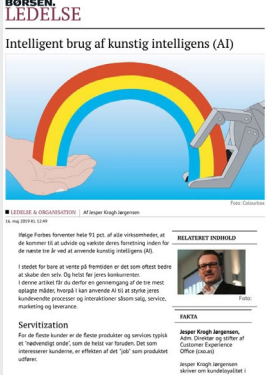 BØRSEN.
LEDELSE
Intelligent brug af kunstig intelligens (AI)
Foto: Colourbox
LEDELSE & ORGANISATION | Af Jesper Krogh Jørgensen
16. maj 2019 kl. 12:49
Ifølge Forbes forventer hele 91 pct. af alle virksomheder, at
de kommer til at udvide og vækste deres forretning inden for
de næste tre år ved at anvende kunstig intelligens (AI).
I stedet for bare at vente på fremtiden er det som oftest bedre
at skabe den selv. Og helst før jeres konkurrenter.
I denne artikel får du derfor en gennemgang af de tre mest
oplagte måder, hvorpå I kan anvende AI til at styrke jeres
kundevendte processer og interaktioner såsom salg, service,
marketing og leverance.
Servitization
For de fleste kunder er de fleste produkter og services typisk
et 'nødvendigt onde', som de helst var foruden. Det som
interesserer kunderne, er effekten af det "job" som produktet
udfører.
RELATERET INDHOLD
Foto:
FAKTA
Jesper Krogh Jørgensen,
Adm. Direktør og stifter af
Customer Experience
Office (cxo.as)
Jesper Krogh Jørgensen
skriver om kundeloyalitet i